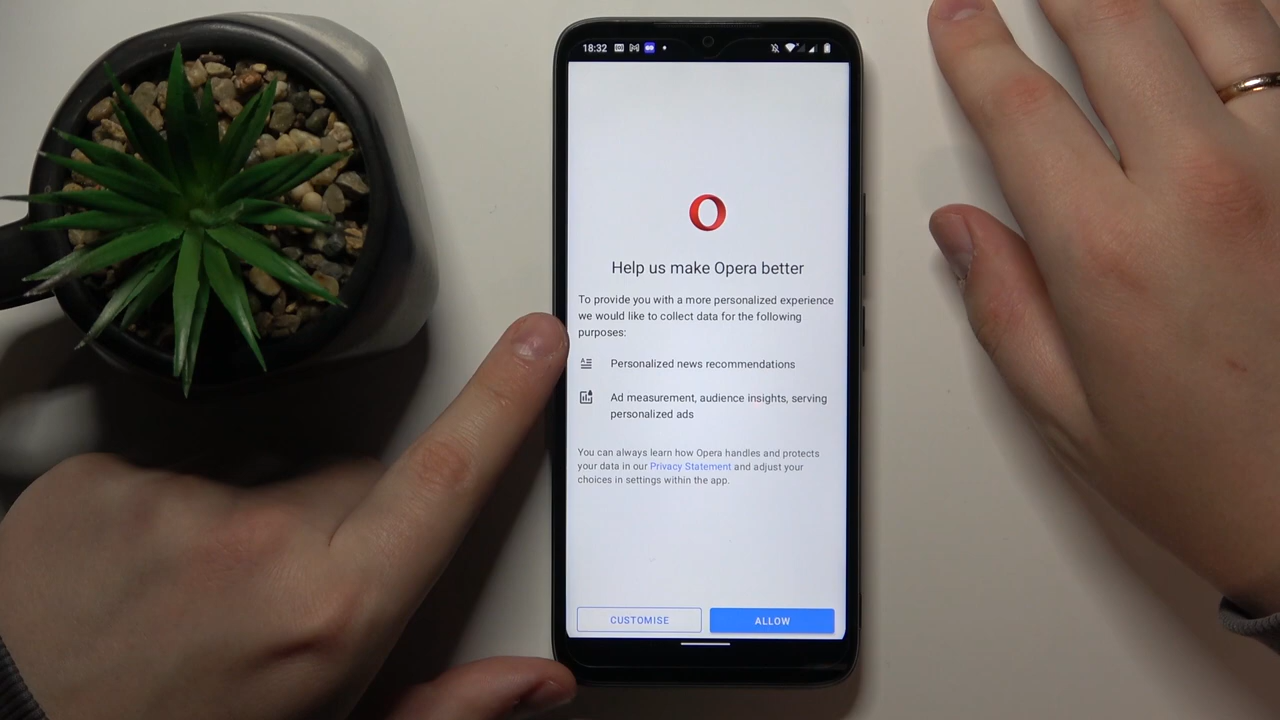 18:32
Help us make Opera better
To provide you with a more personalized experience
we would like to collect data for the following
purposes:
Personalized news recommendations
Ad measurement, audience insights, serving
personalized ads
You can always learn how Opera handles and protects
your data in our Privacy Statement and adjust your
choices in settings within the app.
CUSTOMISE
ALLOW